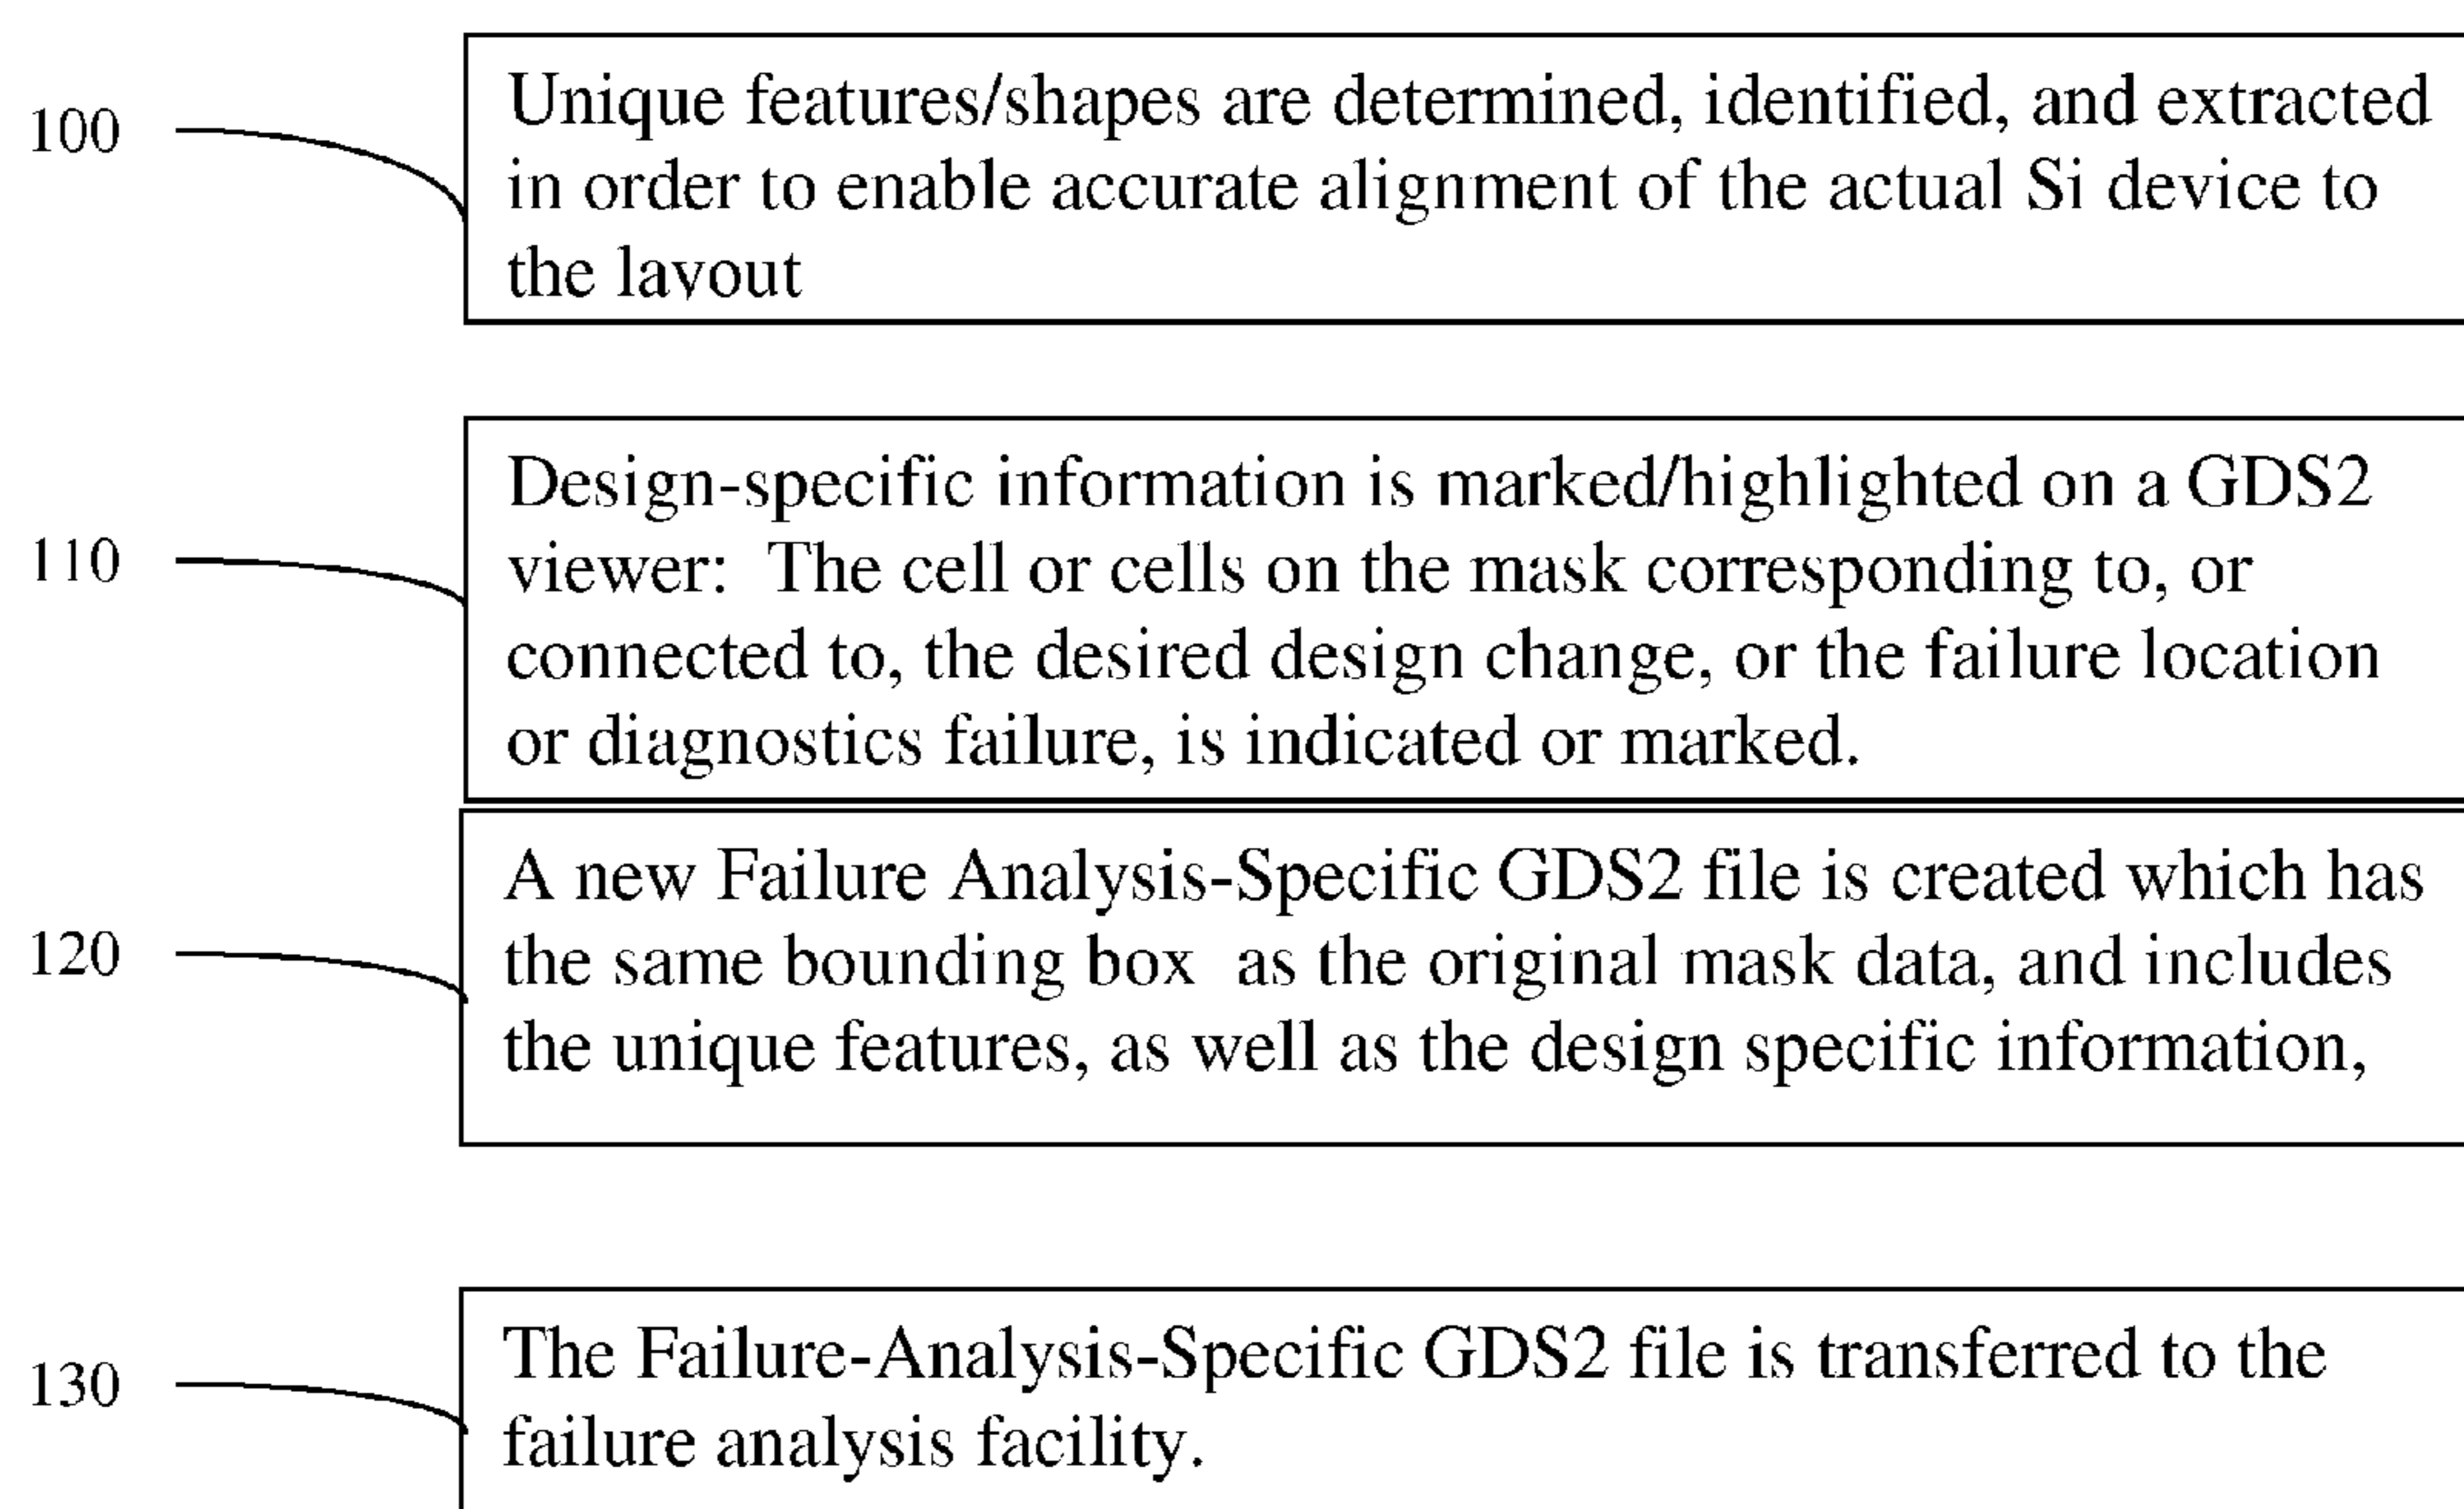 100
Unique features/shapes are determined, identified, and extracted
in order to enable accurate alignment of the actual Si device to
the layout
110
Design-specific information is marked/highlighted on a GDS2
viewer: The cell or cells on the mask corresponding to, or
connected to, the desired design change, or the failure location
or diagnostics failure, is indicated or marked.
120
A new Failure Analysis-Specific GDS2 file is created which has
the same bounding box as the original mask data, and includes
the unique features, as well as the design specific information,
130
The Failure-Analysis-Specific GDS2 file is transferred to the
failure analysis facility.